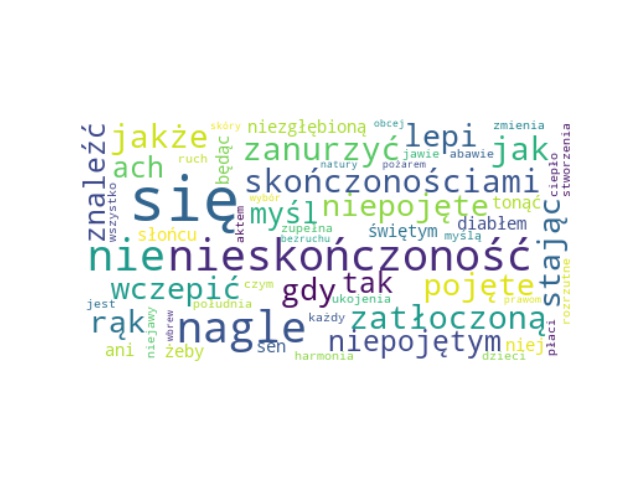 znaleźć
wszystko
jakże
skóry
niezgłębioną
obcej
lepi
zmienia
stworzenia
ach
ruch
będąc
zanurzyć
jawie
abawie
jak
ciepło
natury
pożarem
się
skończonościami
wybór
myśl
niepojęte
tonąć
słońcu
aktem
zupełna
bezruchu
świętym
myślą
diabłem
stając
nie
nieskończoność
wczepić
czym
gdy
tak
pojęte
rozrzutne
jest
południa
ukojenia
prawom
rąk
niejawy
wbrew
nagle
każdy
zatłoczoną
ani
żeby
sen
harmonia
niepojętym
dzieci
niej
płaci